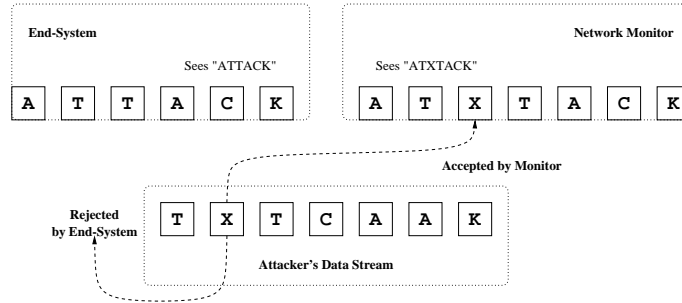 End-System
Network Monitor
Sees "ATTACK"
Sees "ATXTACK"
A T T A C K
A T X T A C K
Accepted by Monitor
Rejected
by End-System
T X T C A A K
Attacker's Data Stream